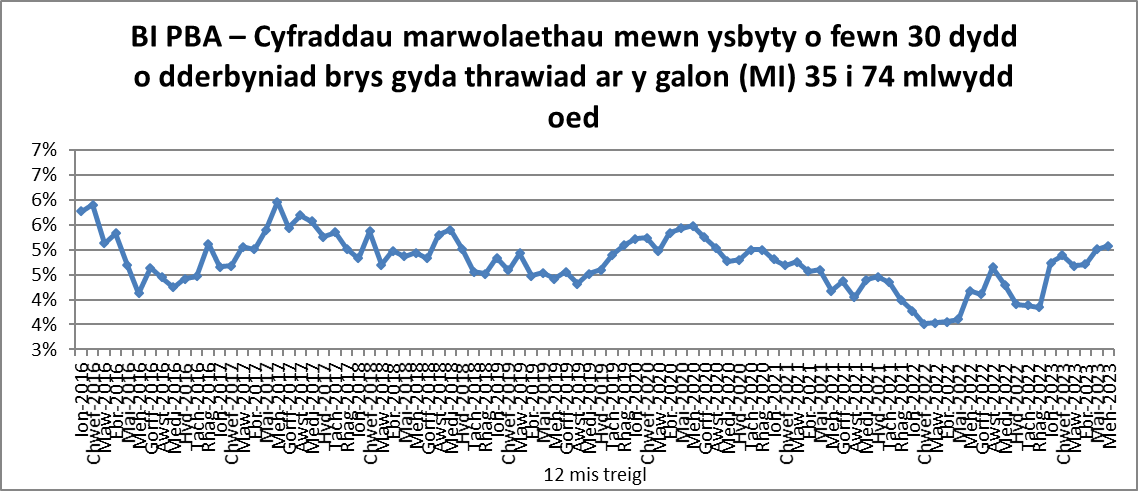 BI PBA – Cyfraddau marwolaethau mewn ysbyty o fewn 30 dydd
o dderbyniad brys gyda thrawiad ar y galon (MI) 35 i 74 mlwydd
oed
7%
7%
6%
6%
5%
5%
4%
4%
3%
Ion-2016
Chwef-2016
Maw-2016
Ebr-2016
Mai-2016
Meh-2016
Gorff-2016
Awst-2016
Medi-2016
Hyd-2016
Tach-2016
Rhag-2016
Ion-2017
Chwef-2017
Maw-2017
Ebr-2017
Mai-2017
Meh-2017
Gorff-2017
Awst-2017
Medi-2017
Hyd-2017
Tach-2017
Rhag-2017
Ion-2018
Chwef-2018
Maw-2018
Ebr-2018
Mai-2018
Meh-2018
Gorff-2018
Awst-2018
Medi-2018
Hyd-2018
Tach-2018
Rhag-2018
Ion-2019
Chwef-2019
Maw-2019
Ebr-2019
Mai-2019
Meh-2019
Gorff-2019
Awst-2019
Medi-2019
Hyd-2019
Tach-2019
Rhag-2019
Ion-2020
Chwef-2020
Maw-2020
Ebr-2020
Mai-2020
Meh-2020
Gorff-2020
Awst-2020
Medi-2020
Hyd-2020
Tach-2020
Rhag-2020
Ion-2021
Chwef-2021
Maw-2021
Ebr-2021
Mai-2021
Meh-2021
Gorff-2021
Awst-2021
Medi-2021
Hyd-2021
Tach-2021
Rhag-2021
Ion-2022
Chwef-2022
Maw-2022
Ebr-2022
Mai-2022
Meh-2022
Gorff-2022
Awst-2022
Medi-2022
Hyd-2022
Tach-2022
Rhag-2022
Ion-2023
Chwef-2023
Maw-2023
Ebr-2023
Mai-2023
Meh-2023
12 mis treigl